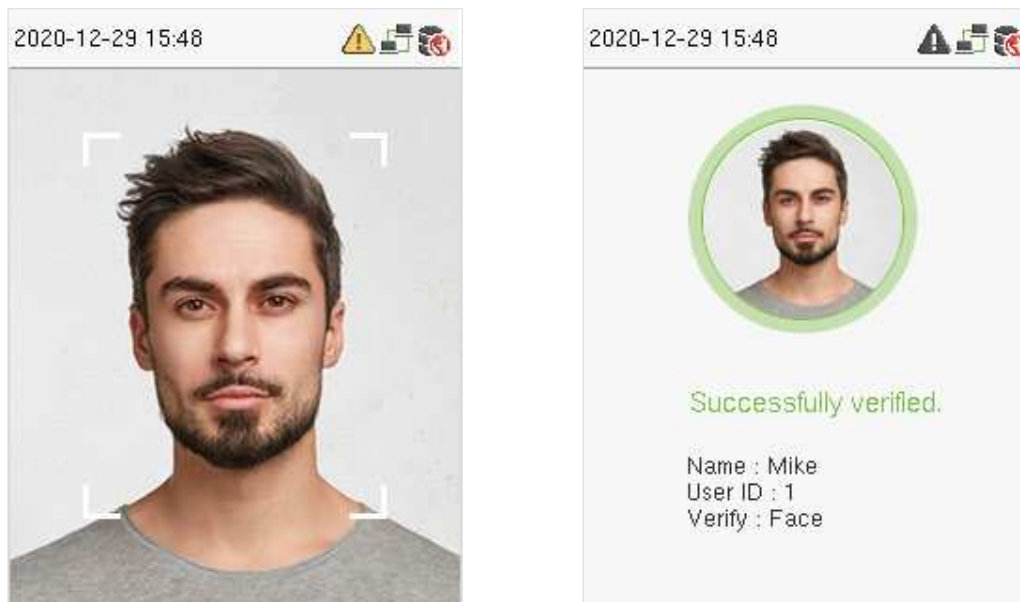 2020-12-29 15:48
2020-12-29 15:48
Successfully verified.
Name : Mike
User ID : 1
Verify : Face